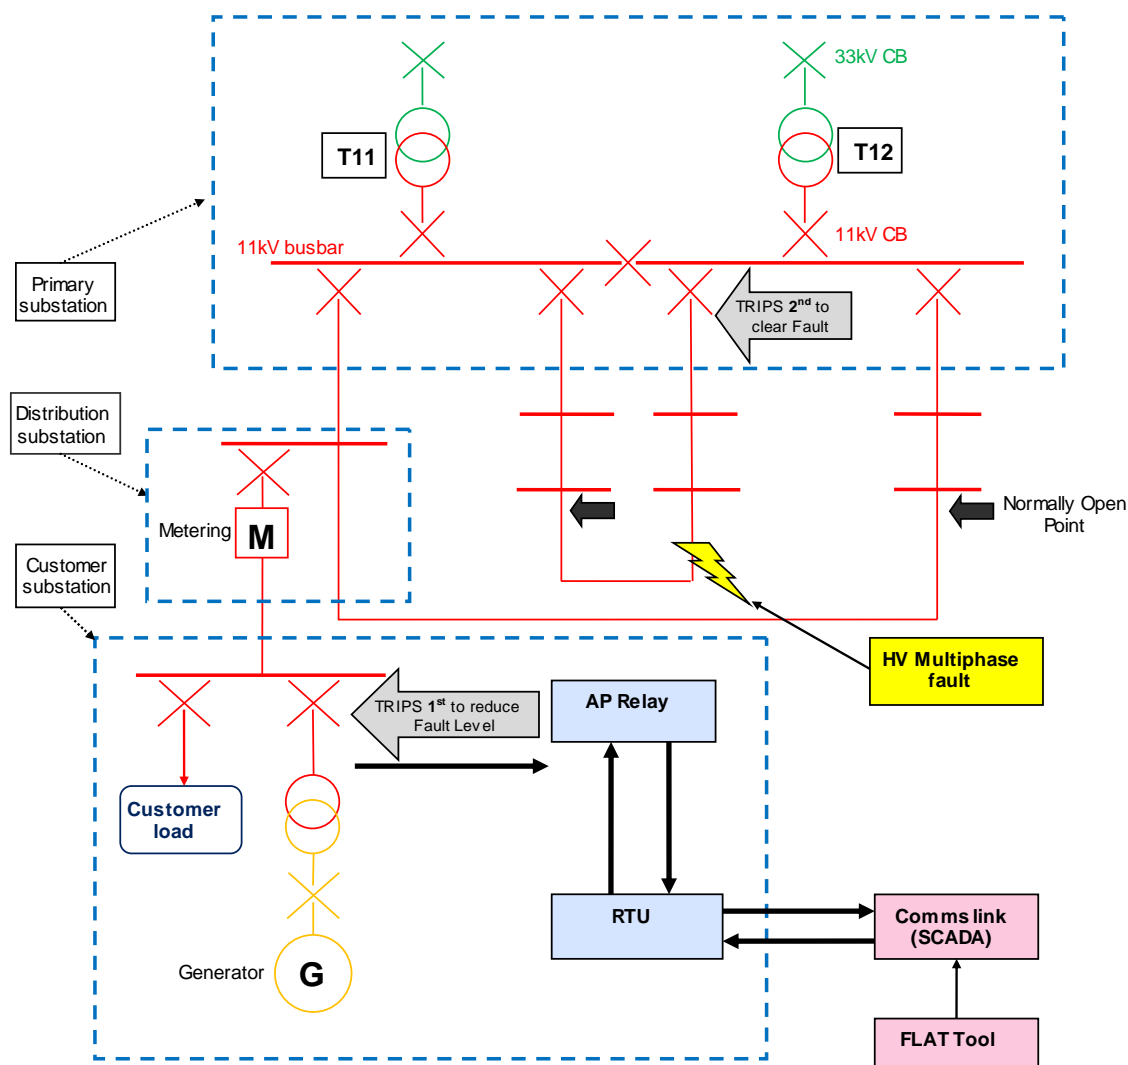 33kV CB
T11
T12
11kV busbar
11kV CB
Primary
substation
TRIPS 2nd to
clear Fault
Distribution
substation
Normally Open
Point
Metering
M
Customer
substation
HV Multiphase
fault
TRIPS 1st to reduce
Fault Level
AP Relay
Customer
load
RTU
Comms link
(SCADA)
Generator
G
FLAT Tool